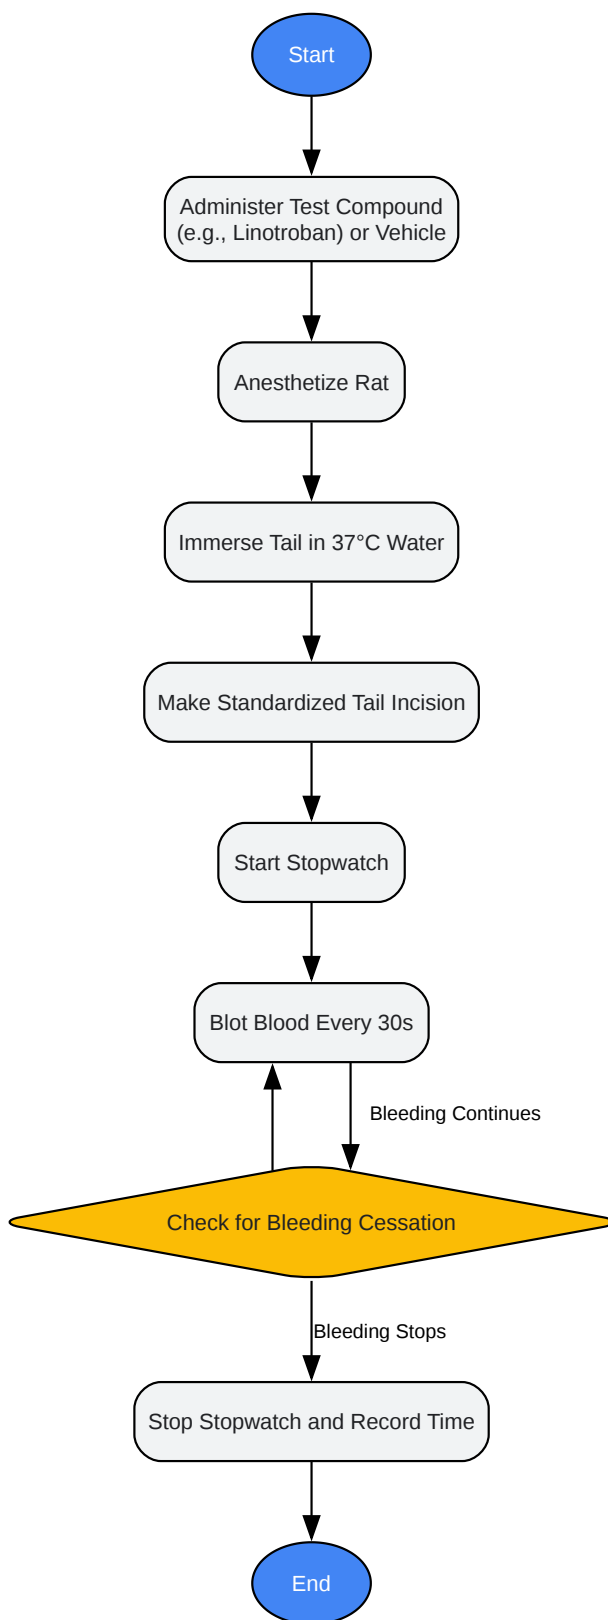 Start
Administer Test Compound
(e.g., Linotroban) or Vehicle
Anesthetize Rat
Immerse Tail in 37°C Water
Make Standardized Tail Incision
Start Stopwatch
Blot Blood Every 30s
Bleeding Continues
Check for Bleeding Cessation
Bleeding Stops
Stop Stopwatch and Record Time
End